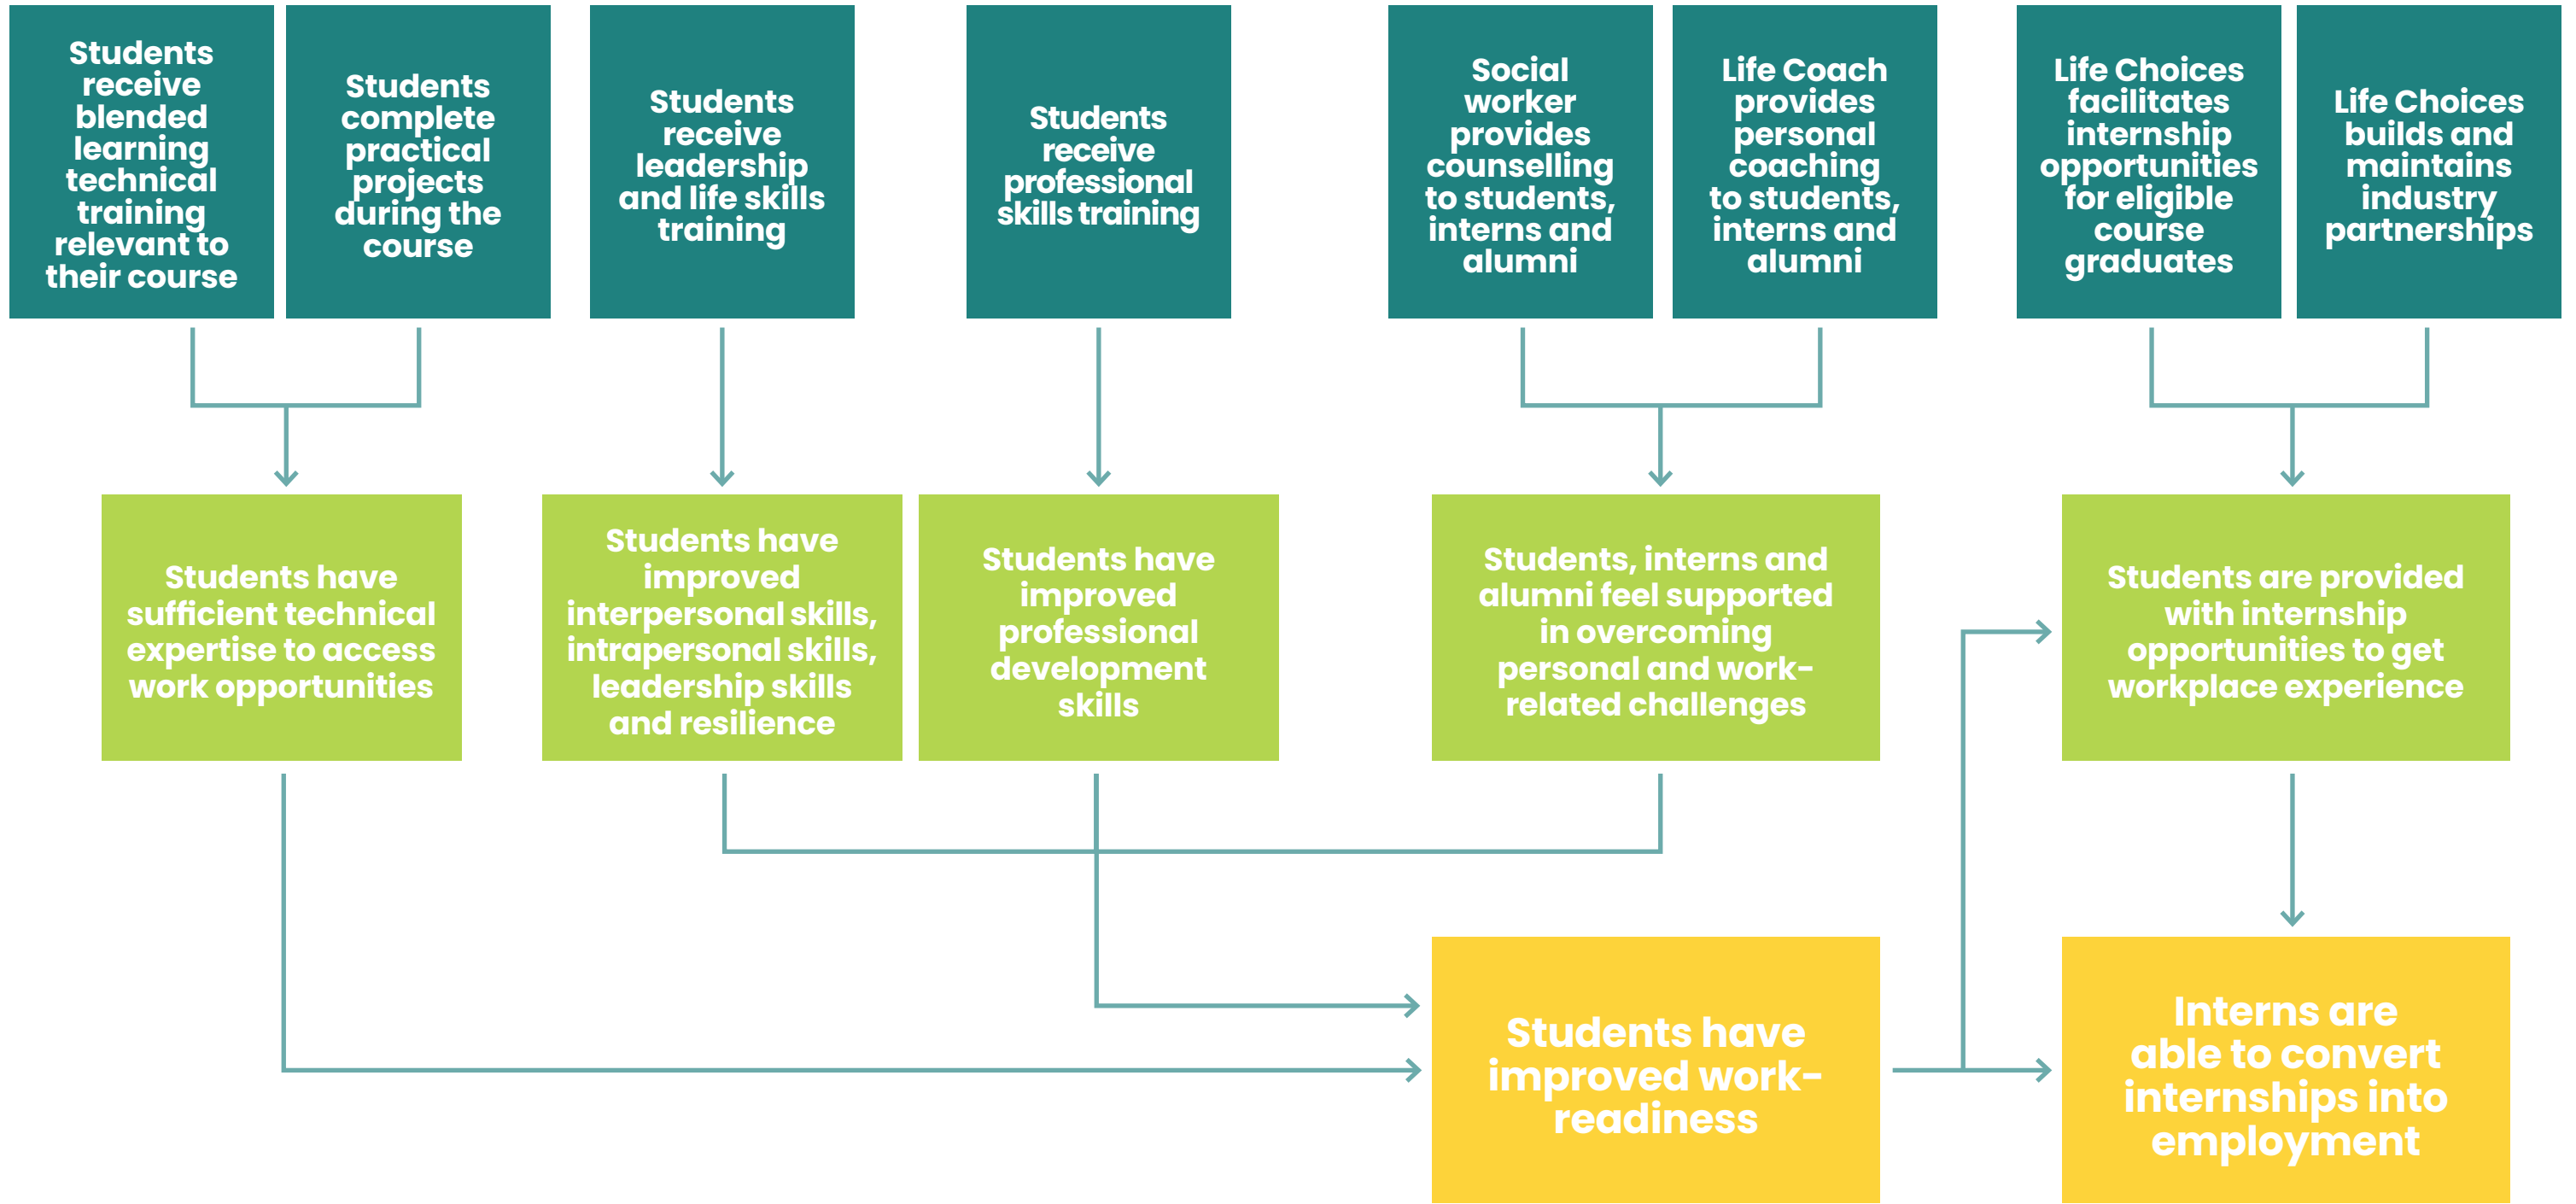 Students
receive
blended
learning
technical
training
relevant to
their course
Students
complete
practical
projects
during the
course
Students
receive
leadership
and life skills
training
Students
receive
professional
skills training
Social
worker
provides
counselling
to students,
interns and
alumni
Life Coach
provides
personal
coaching
to students,
interns and
alumni
Life Choices
facilitates
internship
opportunities
for eligible
course
graduates
Life Choices
builds and
maintains
industry
partnerships
Students have
sufficient technical
expertise to access
work opportunities
Students have
improved
interpersonal skills,
intrapersonal skills,
leadership skills
and resilience
Students have
improved
professional
development
skills
Students, interns and
alumni feel supported
in overcoming
personal and work-
related challenges
Students are provided
with internship
opportunities to get
workplace experience
Students have
improved work-
readiness
Interns are
able to convert
internships into
employment